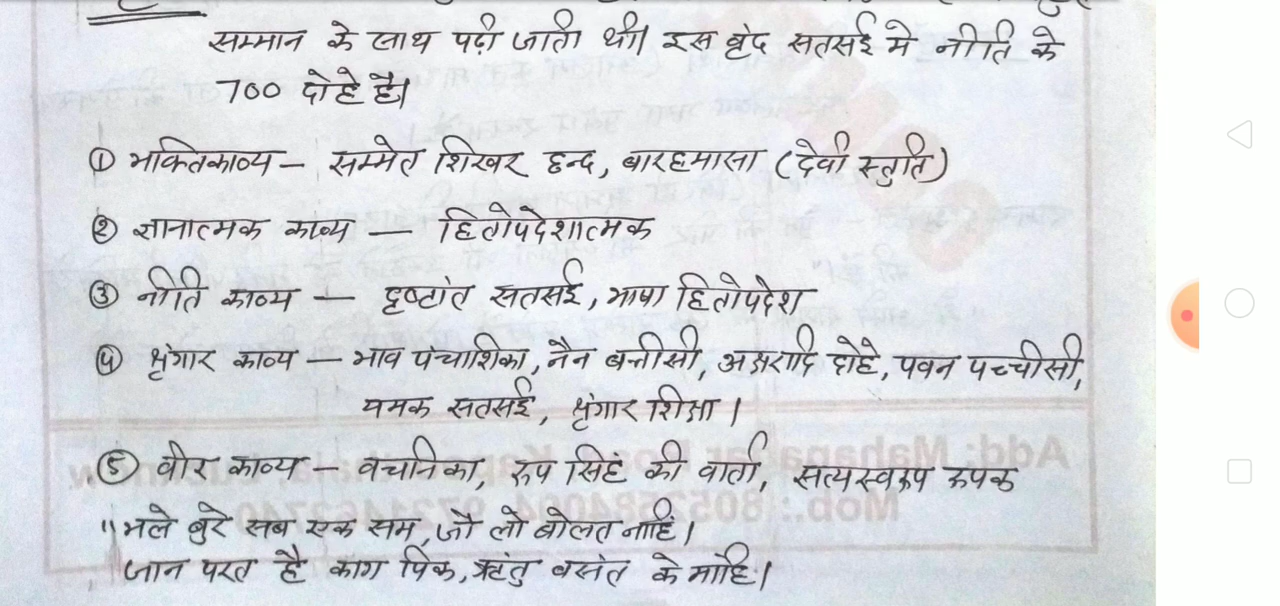 सम्मान के साथ पढ़ी जाती थी। इस वृंद सतसई मे नीति के
700 दोहे है।
① भक्तिकाव्य – सम्मेत शिखर छन्द, बारहमासा (देवी स्तुति)
② ज्ञानात्मक काव्य — हितोपदेशात्मक
③ नीति काव्य — दृष्टांत सतसई, भाषा हितोपदेश
④ श्रृंगार काव्य – भाव पंचाशिका, नैन बत्तीसी, अक्षरादि दोहे, पवन पच्चीसी,
यमक सतसई, श्रृंगार शिक्षा।
⑤ वीर काव्य – वचनिका, रूप सिंह की वार्ता, सत्यस्वरूप रूपक
"भले बुरे सब एक सम, जौ लौ बोलत नाहिं।
जान परत है काग पिक, ऋतु बसंत के माहि।